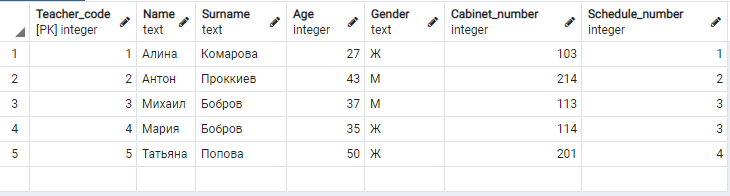 Teacher_code Name Surname Age Gender Cabinet_number Schedule_number
[PK] integer text text integer text integer integer
1 1 Алина Комарова 27 Ж 103 1
2 2 Антон Проккиев 43 М 214 2
3 3 Михаил Бобров 37 М 113 3
4 4 Мария Бобров 35 Ж 114 3
5 5 Татьяна Попова 50 Ж 201 4